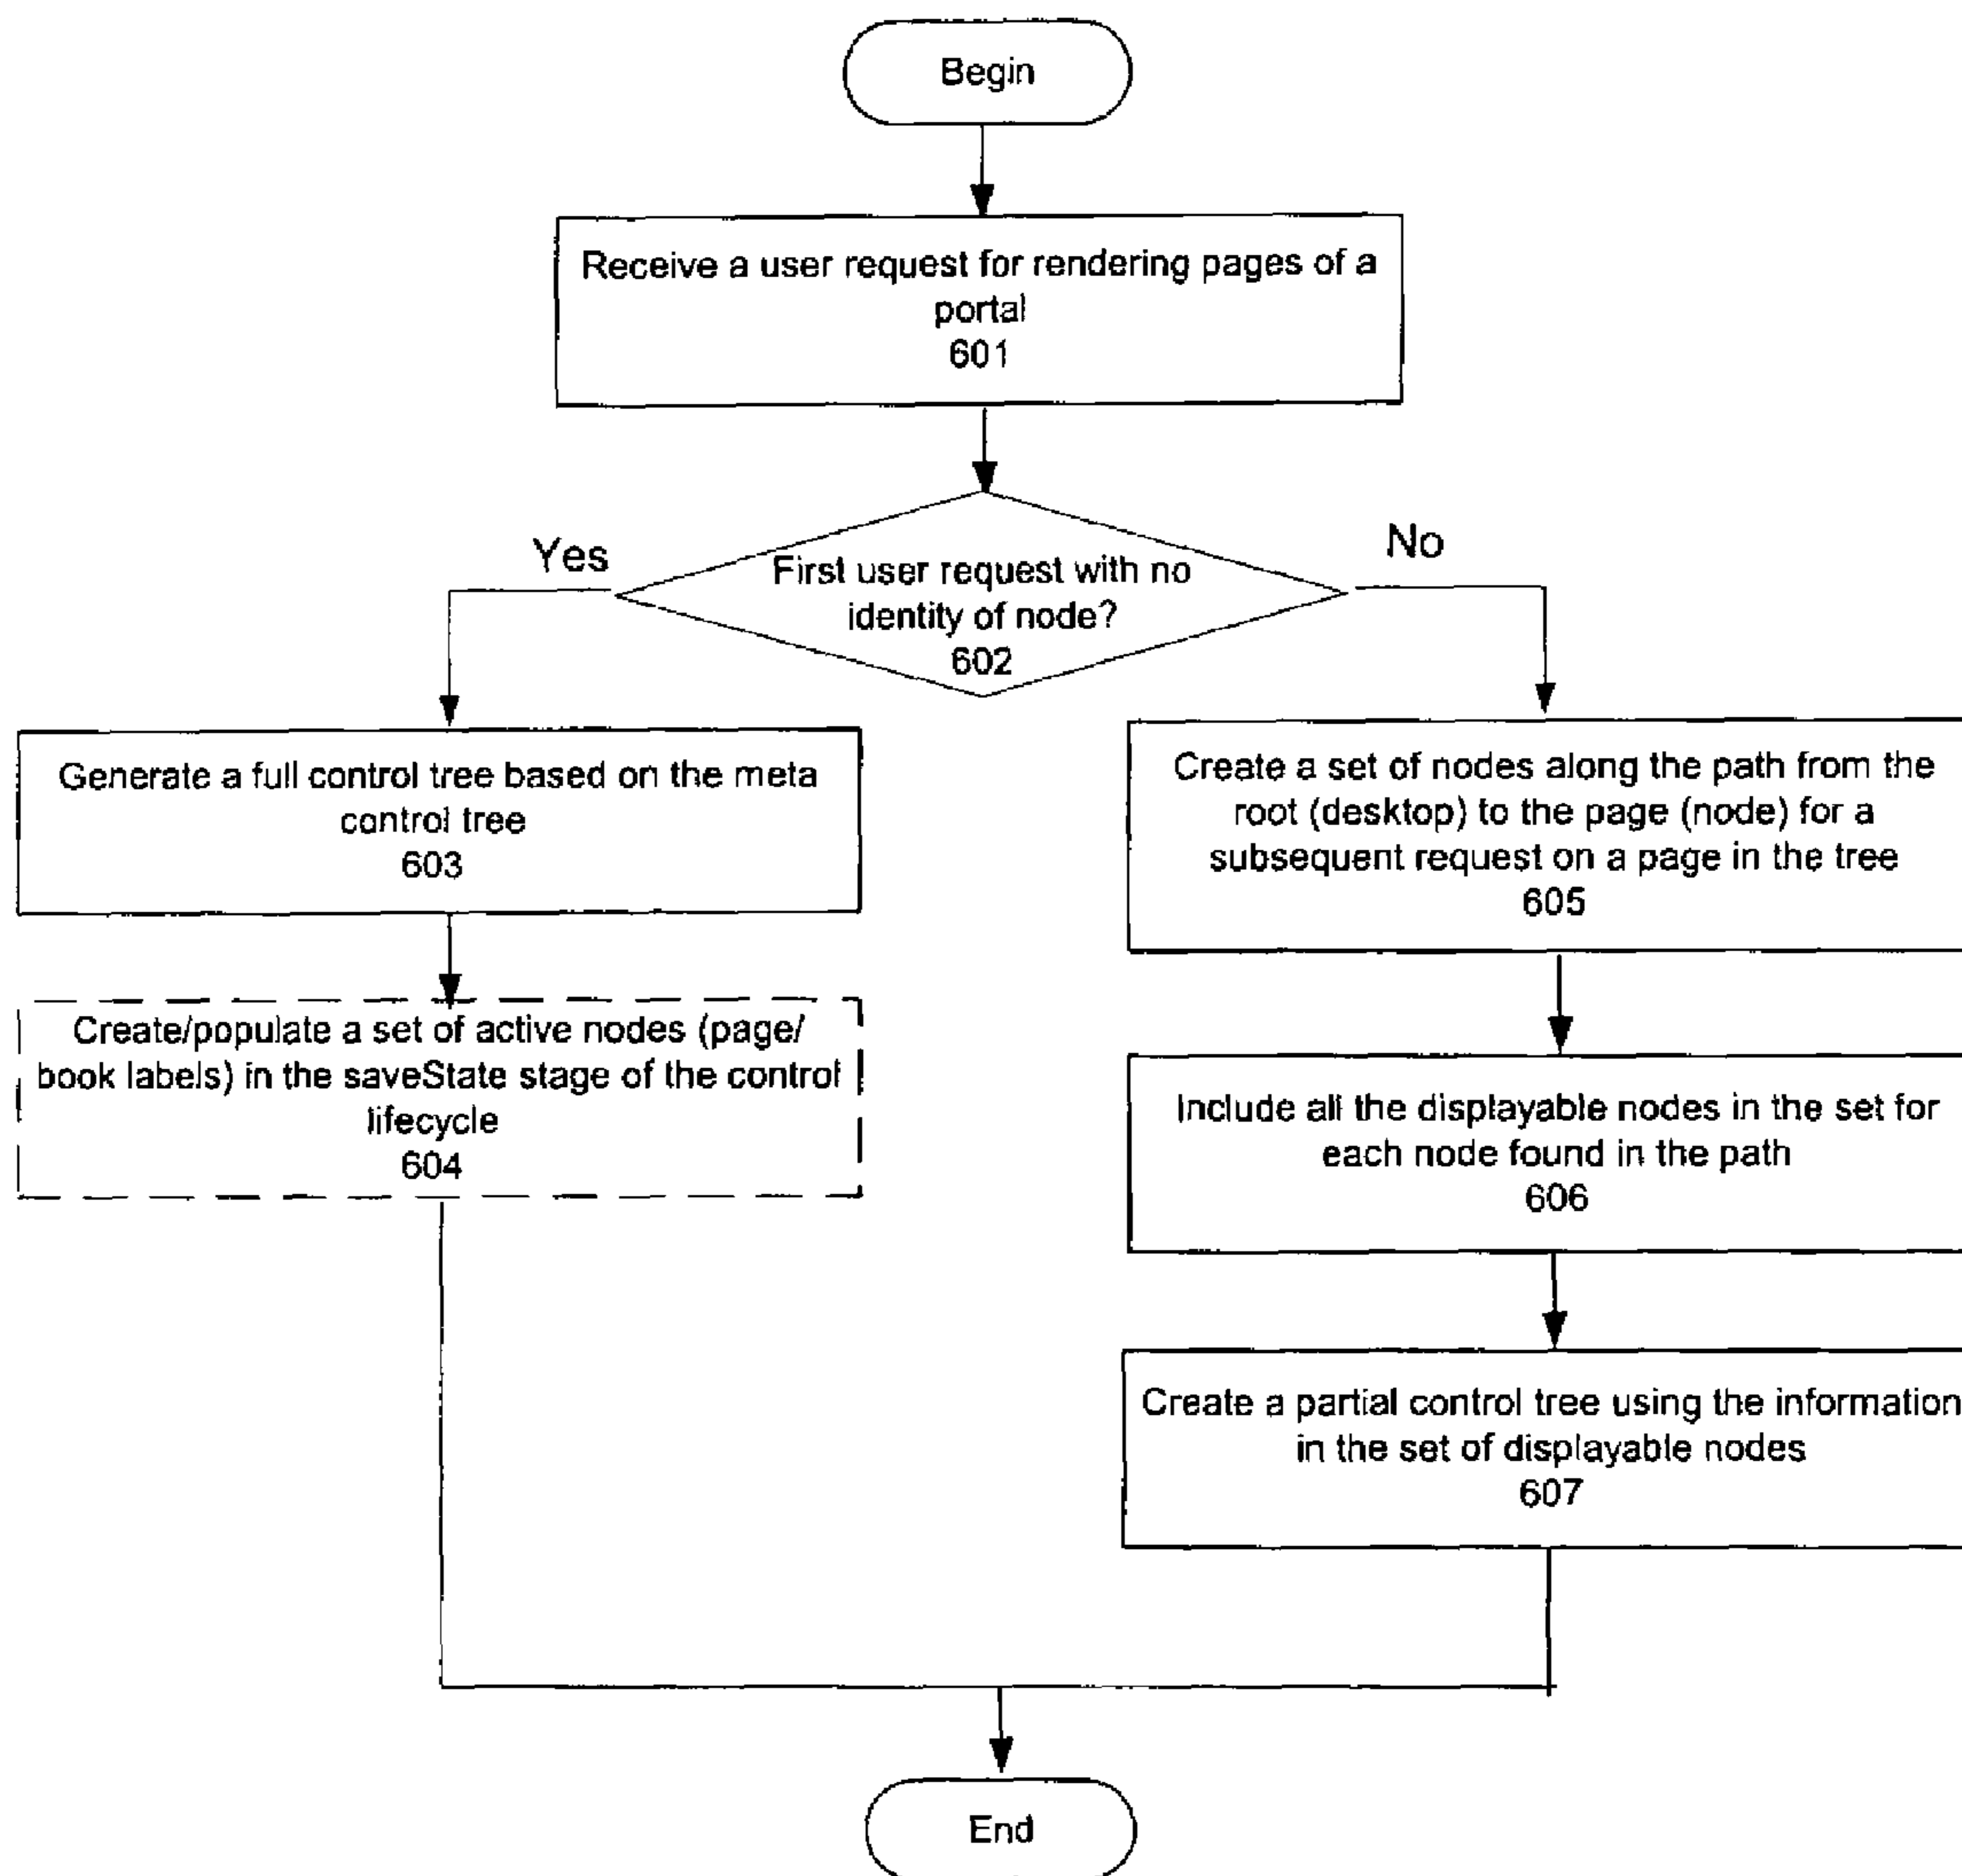 Begin
Receive a user request for rendering pages of a
portal
601
Yes
No
First user request with no
identity of node?
602
Generate a full control tree based on the meta
control tree
603
Create a set of nodes along the path from the
root (desktop) to the page (node) for a
subsequent request on a page in the tree
605
Create/populate a set of active nodes (page/
book labels) in the saveState stage of the control
lifecycle
604
Include all the displayable nodes in the set for
each node found in the path
606
Create a partial control tree using the information
in the set of displayable nodes
607
End